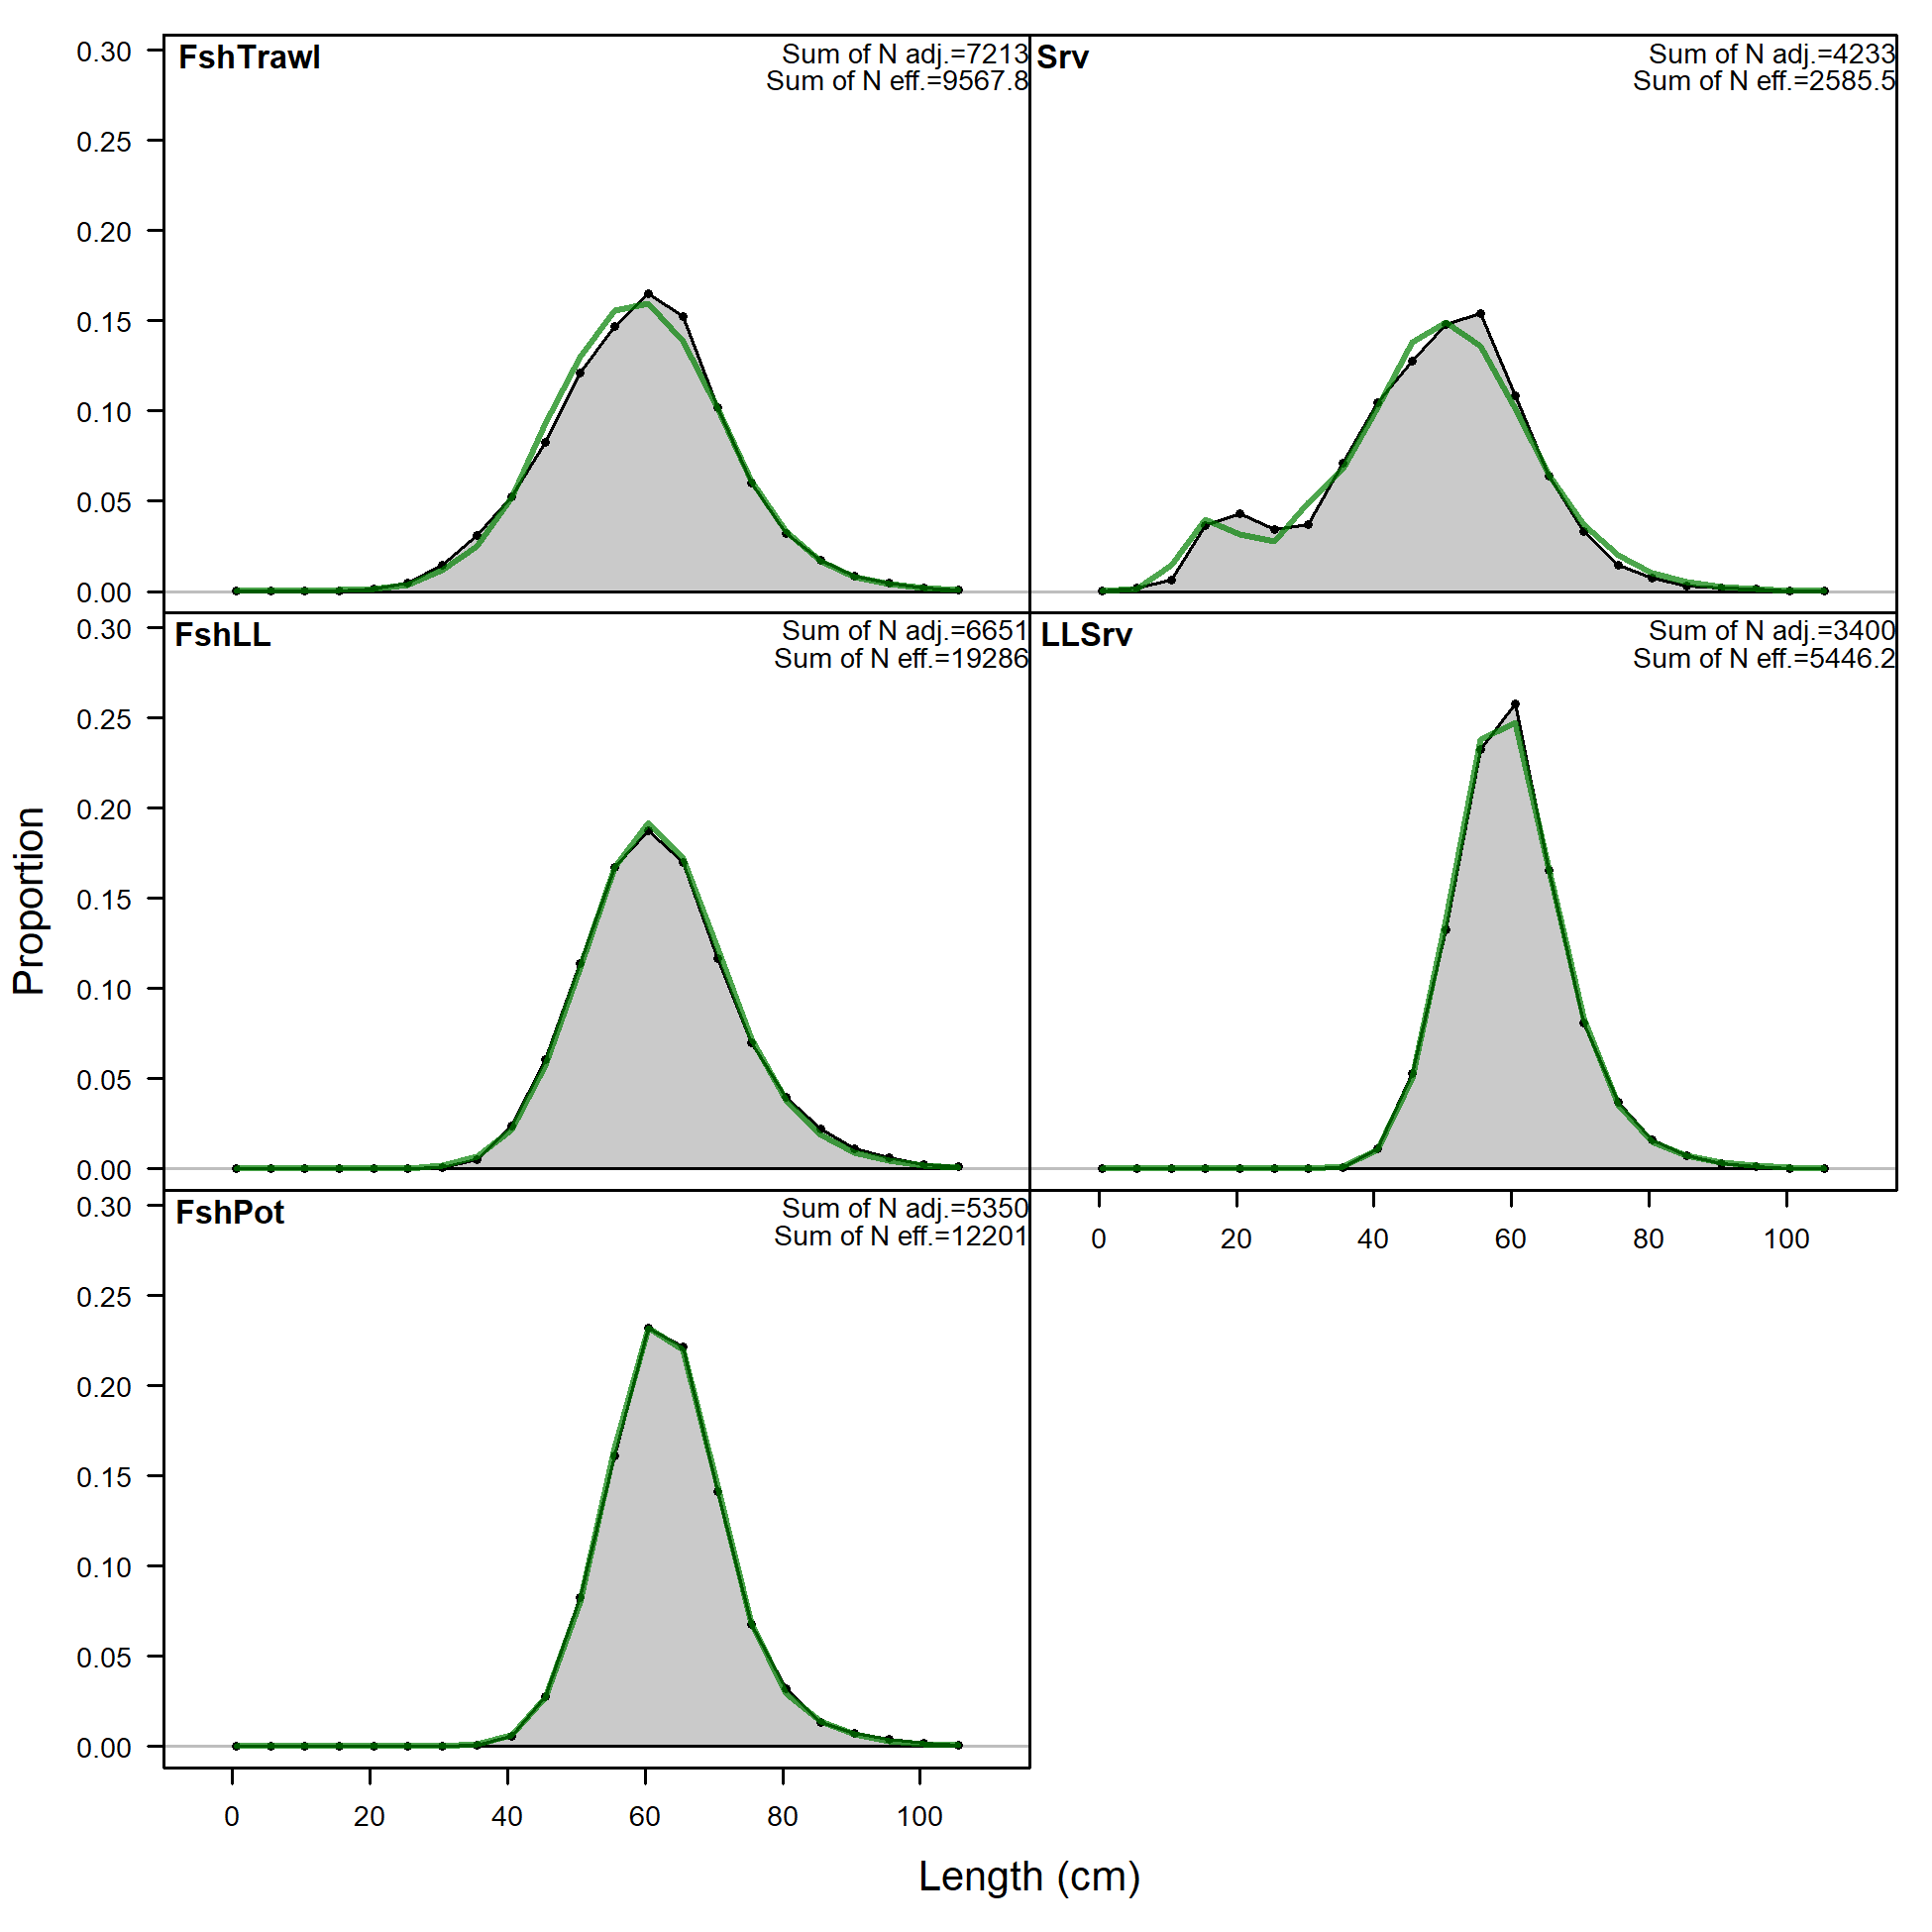 FshTrawl
Sum of N adj.=7213
Sum of N eff.=9567.8
0.30
0.25
0.20
0.15
0.10
0.05
0.00
Srv
Sum of N adj.=4233
Sum of N eff.=2585.5
FshLL
Sum of N adj.=6651
Sum of N eff.=19286
0.30
0.25
0.20
0.15
0.10
0.05
0.00
LLSrv
Sum of N adj.=3400
Sum of N eff.=5446.2
0 20 40 60 80 100
FshPot
Sum of N adj.=5350
Sum of N eff.=12201
0.30
0.25
0.20
0.15
0.10
0.05
0.00
0 20 40 60 80 100
Proportion
Length (cm)